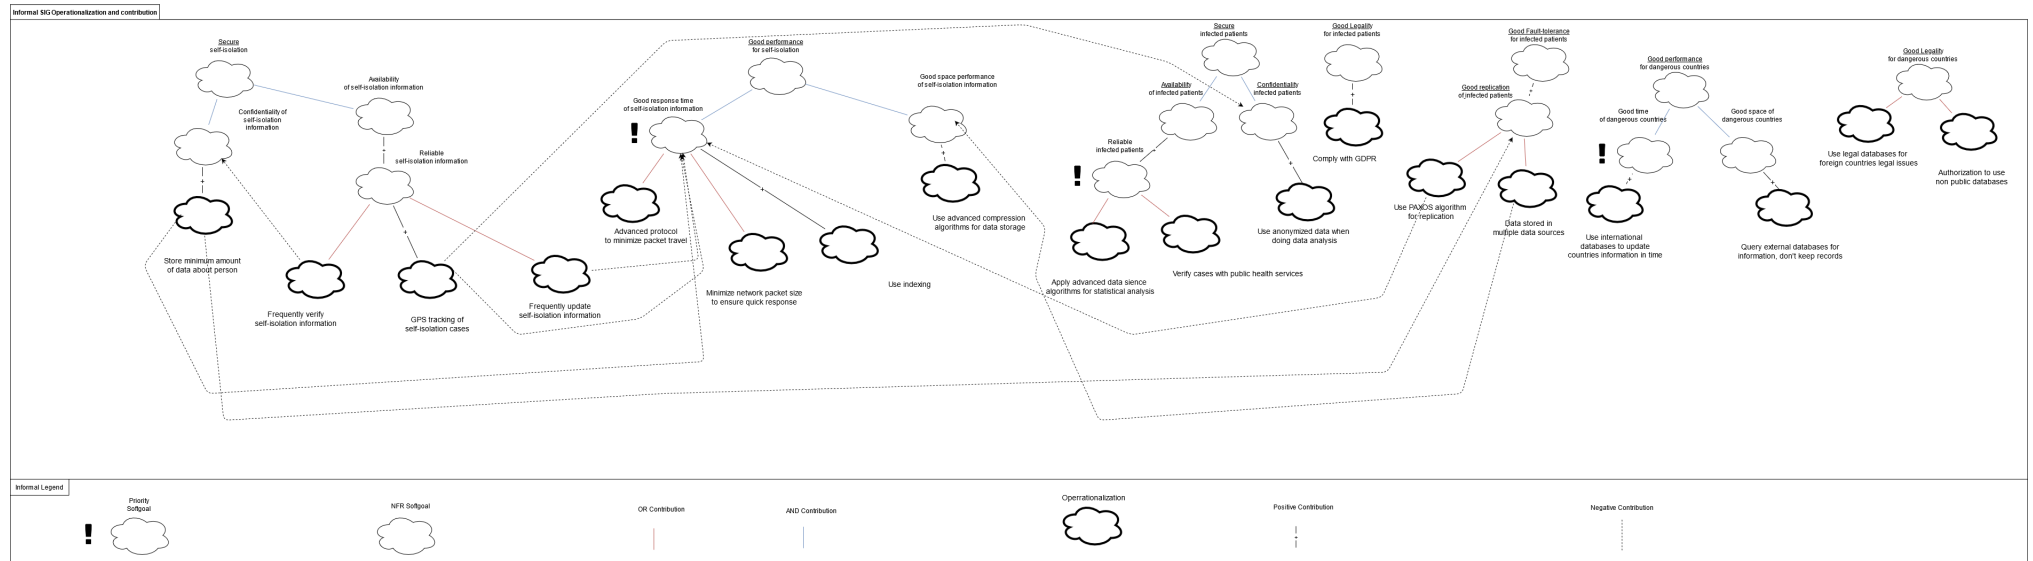 Informal SIG Operationalization and contribution
Secure
self-isolation
Availability
of self-isolation information
Confidentiality of
self-isolation
information
+
Reliable
self-isolation information
+
+
Store minimum amount
of data about person
Frequently verify
self-isolation information
GPS tracking of
self-isolation cases
Frequently update
self-isolation information
Good performance
for self-isolation
Good response time
of self-isolation information
!
Good space performance
of self-isolation information
+
+
Advanced protocol
to minimize packet travel
Minimize network packet size
to ensure quick response
Use indexing
Use advanced compression
algorithms for data storage
Secure
infected patients
Availability
of infected patients
Confidentiality
infected patients
Reliable
infected patients
!
+
Apply advanced data sience
algorithms for statistical analysis
Verify cases with public health services
Use anonymized data when
doing data analysis
Good Legality
for infected patients
+
Comply with GDPR
Good Fault-tolerance
for infected patients
+
Good replication
of infected patients
Use PAXOS algorithm
for replication
Data stored in
multiple data sources
Good performance
for dangerous countries
Good time
of dangerous countries
Good space of
dangerous countries
!
+
+
Use international
databases to update
countries information in time
Query external databases for
information, don't keep records
Good Legality
for dangerous countries
Use legal databases for
foreign countries legal issues
Authorization to use
non public databases
Informal Legend
Priority
Softgoal
!
NFR Softgoal
OR Contribution
AND Contribution
Operrationalization
Positive Contribution
+
Negative Contribution